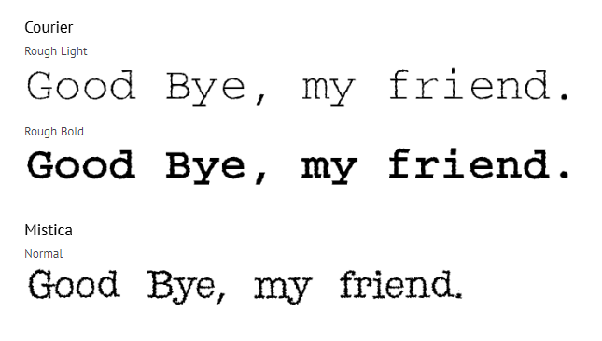 Courier
Rough Light
Good Bye, my friend.
Rough Bold
Good Bye, my friend.
Mistica
Normal
Good Bye, my friend.